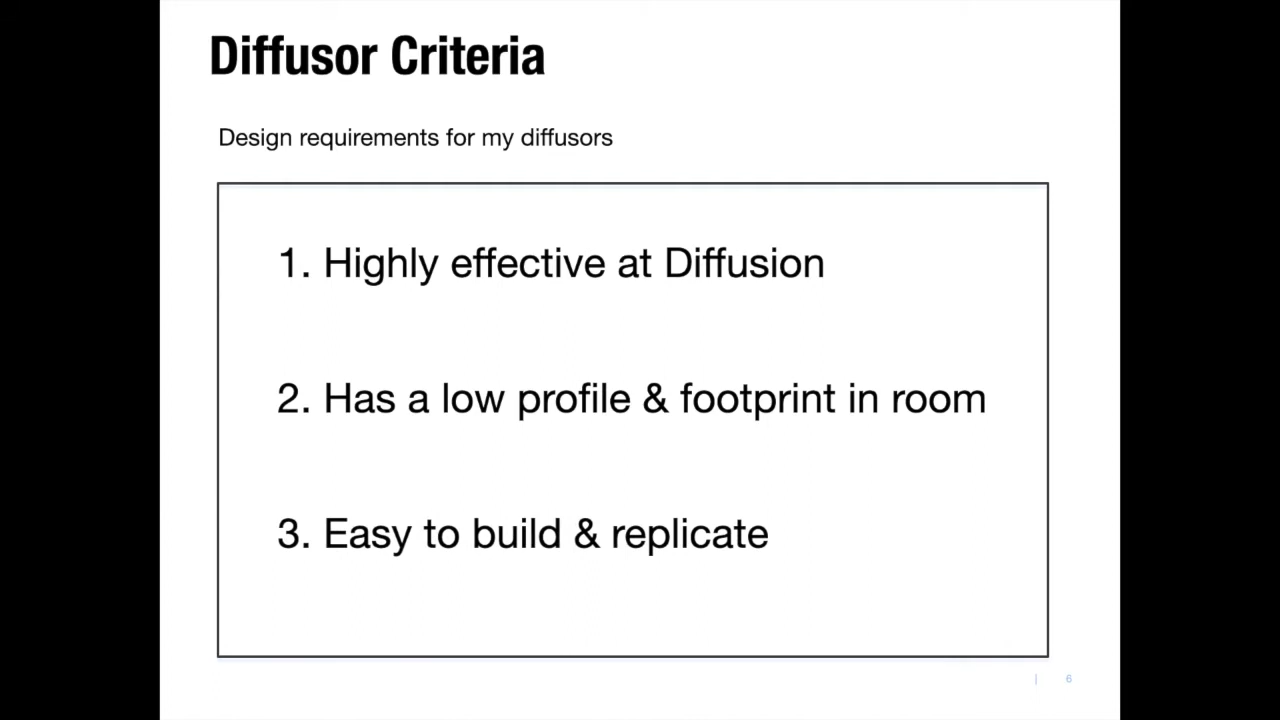 Diffusor Criteria
Design requirements for my diffusors
1. Highly effective at Diffusion
2. Has a low profile & footprint in room
3. Easy to build & replicate
| 6